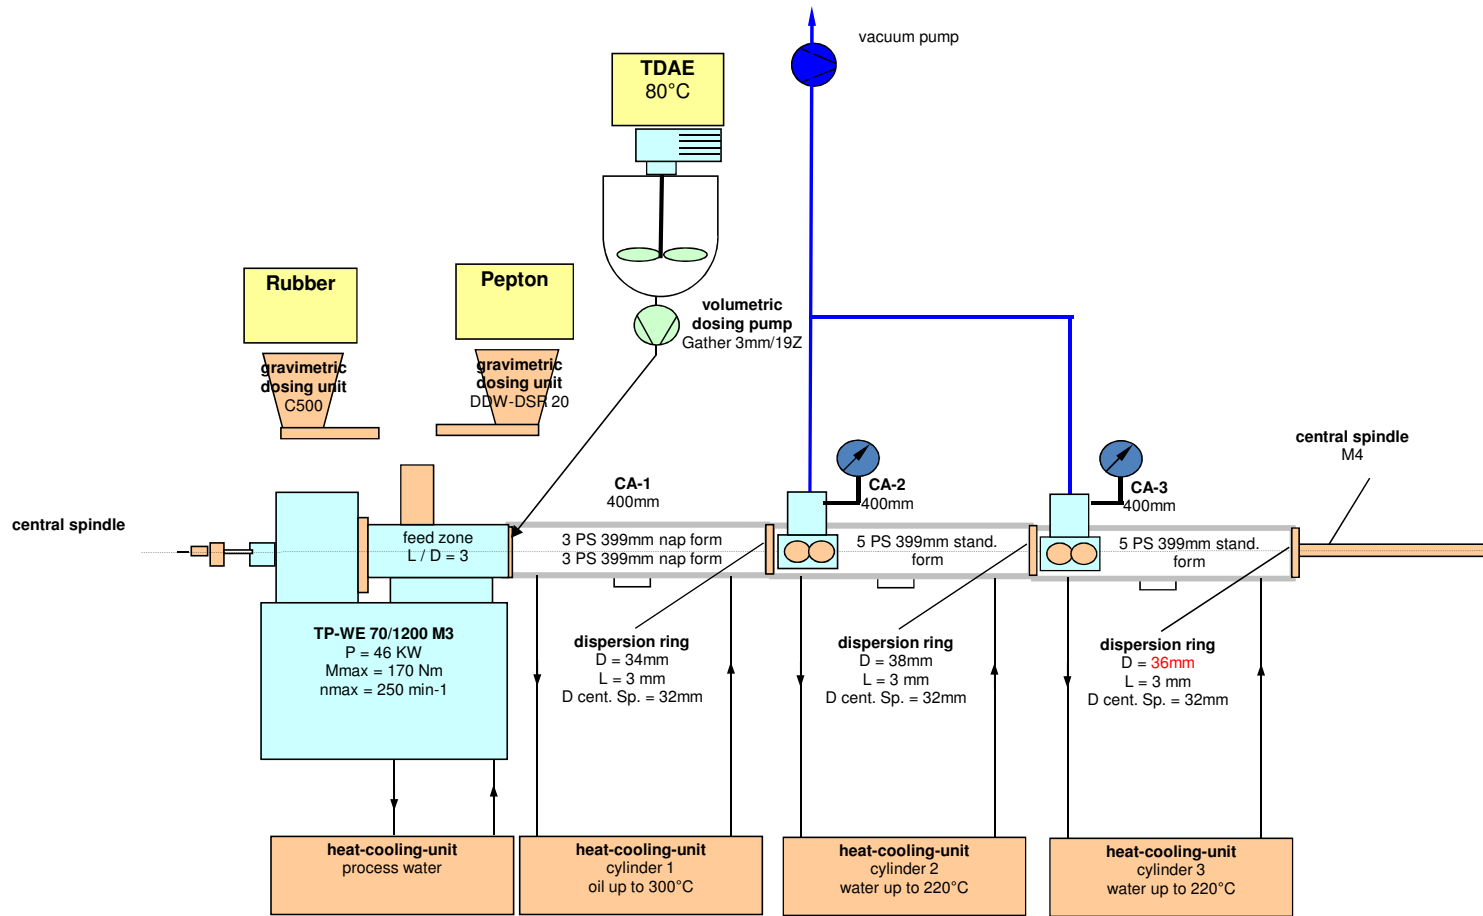 vacuum pump
TDAE
80°C
Rubber
Pepton
volumetric
dosing pump
Gather 3mm/19Z
gravimetric
dosing unit
C500
gravimetric
dosing unit
DDW-DSR 20
central spindle
M4
CA-1
400mm
CA-2
400mm
CA-3
400mm
central spindle
feed zone
L / D = 3
3 PS 399mm nap form
3 PS 399mm nap form
5 PS 399mm stand.
form
5 PS 399mm stand.
form
TP-WE 70/1200 M3
P = 46 KW
Mmax = 170 Nm
nmax = 250 min-1
dispersion ring
D = 34mm
L = 3 mm
D cent. Sp. = 32mm
dispersion ring
D = 38mm
L = 3 mm
D cent. Sp. = 32mm
dispersion ring
D = 36mm
L = 3 mm
D cent. Sp. = 32mm
heat-cooling-unit
process water
heat-cooling-unit
cylinder 1
oil up to 300°C
heat-cooling-unit
cylinder 2
water up to 220°C
heat-cooling-unit
cylinder 3
water up to 220°C